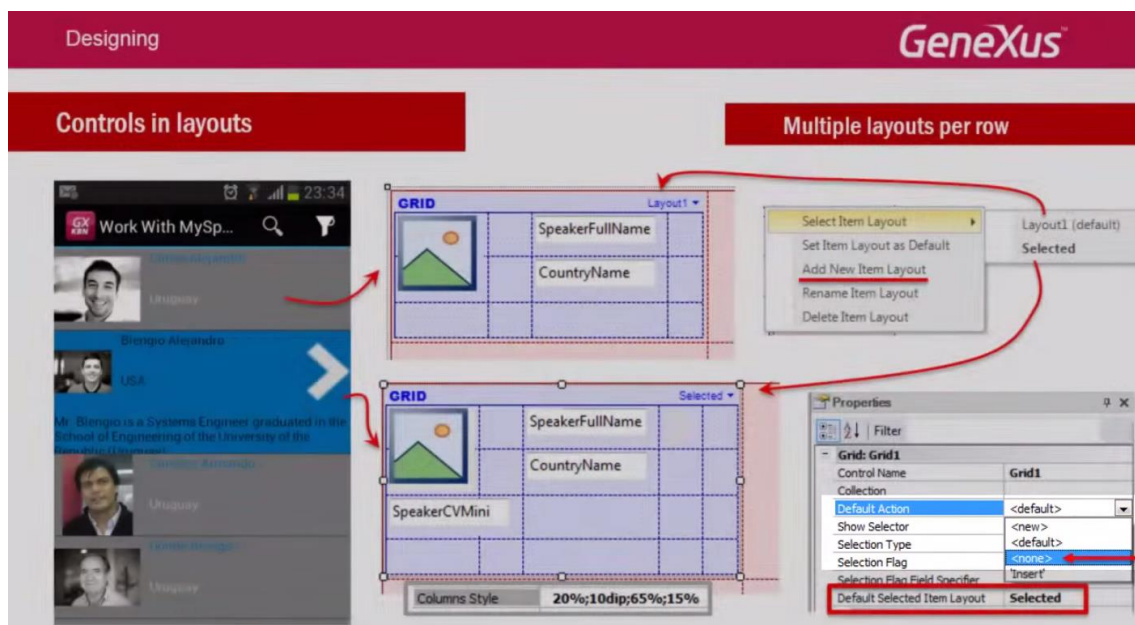 Designing
GeneXus™
Controls in layouts
Multiple layouts per row
23:34
GX
KRN
Work With MySp...
Uruguay
Blengio Alejandro
USA
Mr. Blengio is a Systems Engineer graduated in the
School of Engineering of the University of the
Republic (Uruguay)
Uruguay
GRID
Layout1
SpeakerFullName
CountryName
GRID
Selected
SpeakerFullName
CountryName
SpeakerCVMini
Columns Style
20%;10dip;65%;15%
Select Item Layout
Set Item Layout as Default
Add New Item Layout
Rename Item Layout
Delete Item Layout
Layout1 (default)
Selected
Properties
Filter
Grid: Grid1
Control Name
Grid1
Collection
Default Action
<default>
Show Selector
<new>
Selection Type
<default>
Selection Flag
<none>
Selection Flag Field Specifier
'Insert'
Default Selected Item Layout
Selected